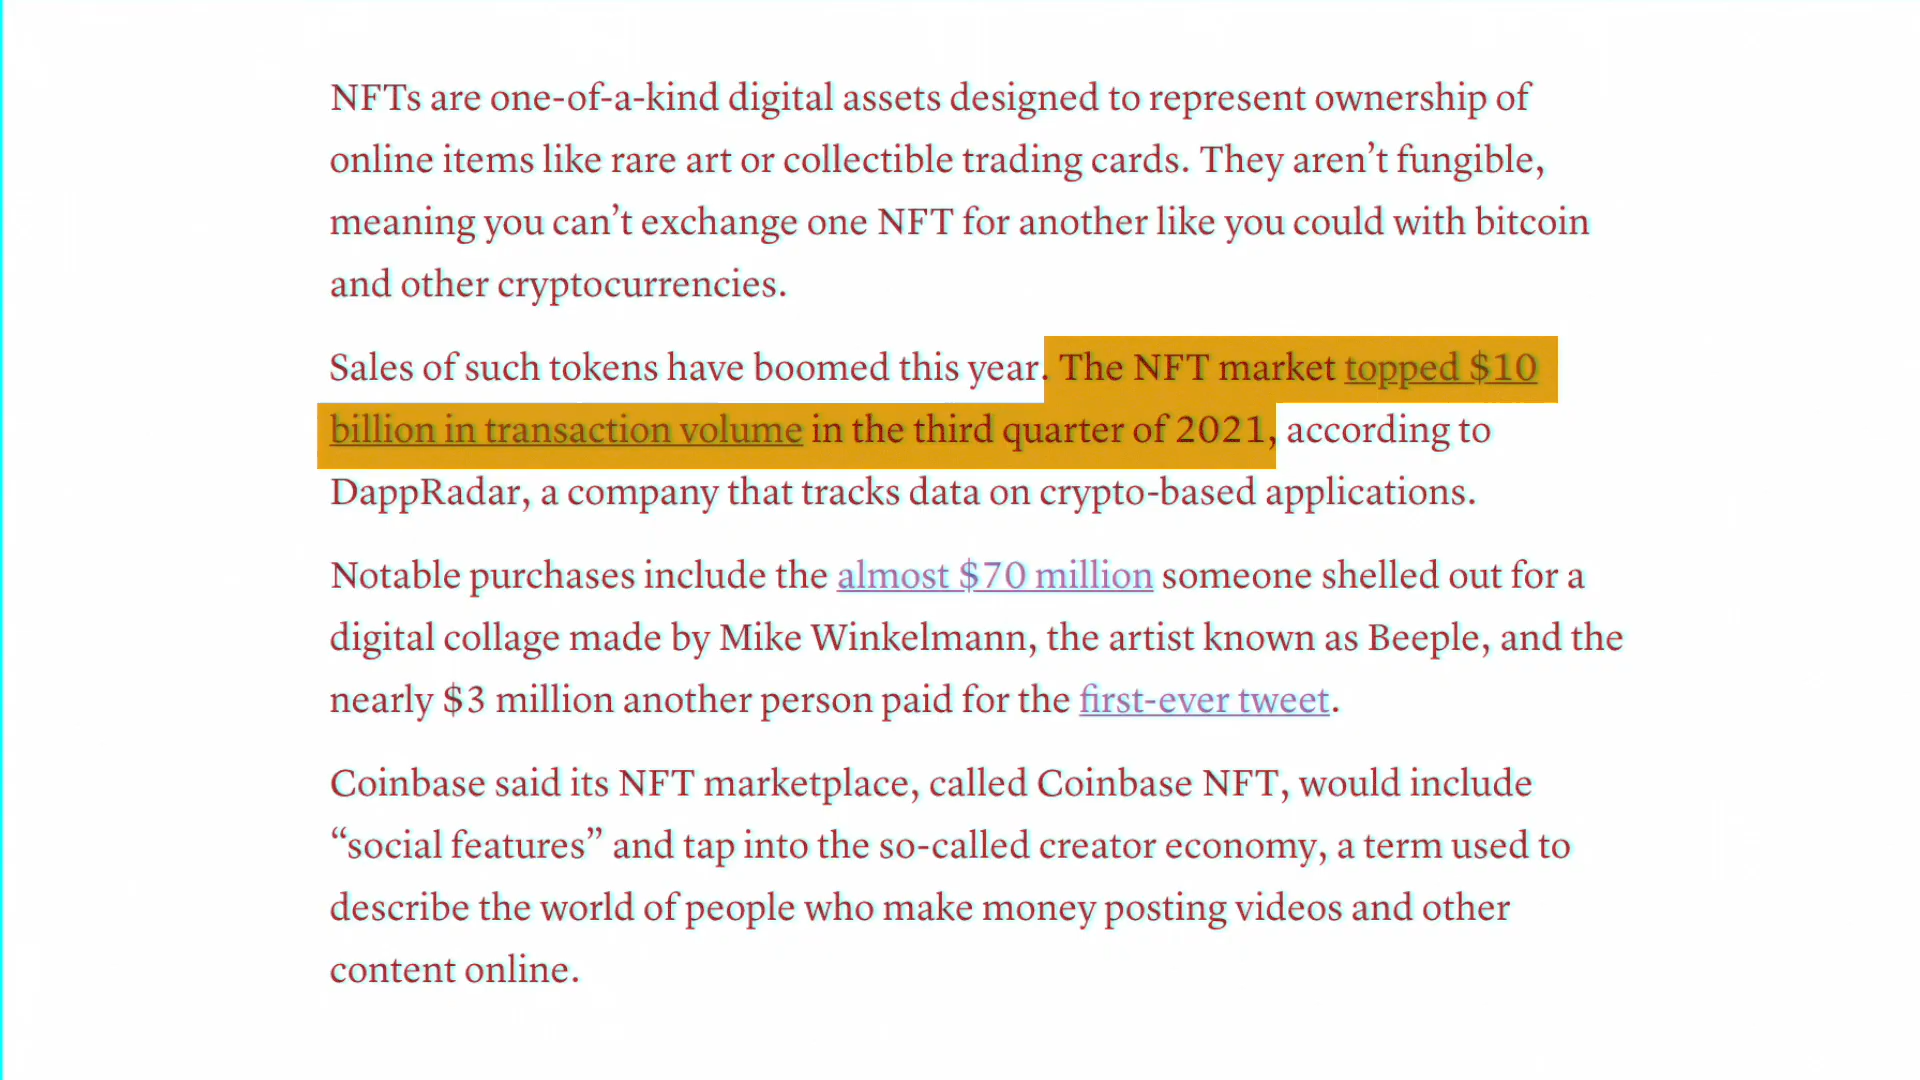 NFTs are one-of-a-kind digital assets designed to represent ownership of
online items like rare art or collectible trading cards. They aren’t fungible,
meaning you can’t exchange one NFT for another like you could with bitcoin
and other cryptocurrencies.
Sales of such tokens have boomed this year. The NFT market topped $10
billion in transaction volume in the third quarter of 2021, according to
DappRadar, a company that tracks data on crypto-based applications.
Notable purchases include the almost $70 million someone shelled out for a
digital collage made by Mike Winkelmann, the artist known as Beeple, and the
nearly $3 million another person paid for the first-ever tweet.
Coinbase said its NFT marketplace, called Coinbase NFT, would include
“social features” and tap into the so-called creator economy, a term used to
describe the world of people who make money posting videos and other
content online.